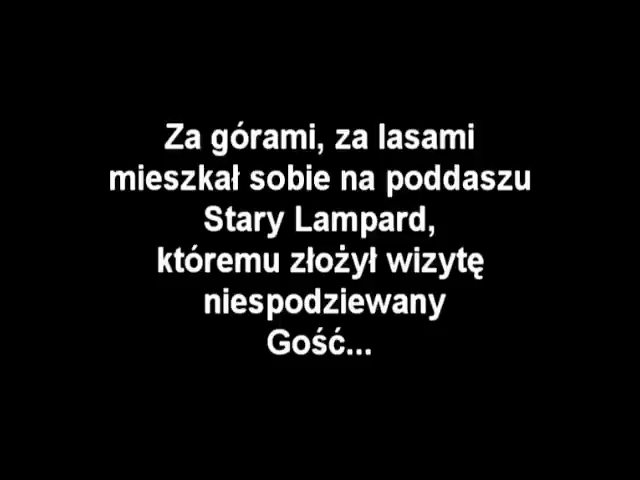 Za górami, za lasami
mieszkał sobie na poddaszu
Stary Lampard,
któremu złożył wizytę
niespodziewany
Gość...